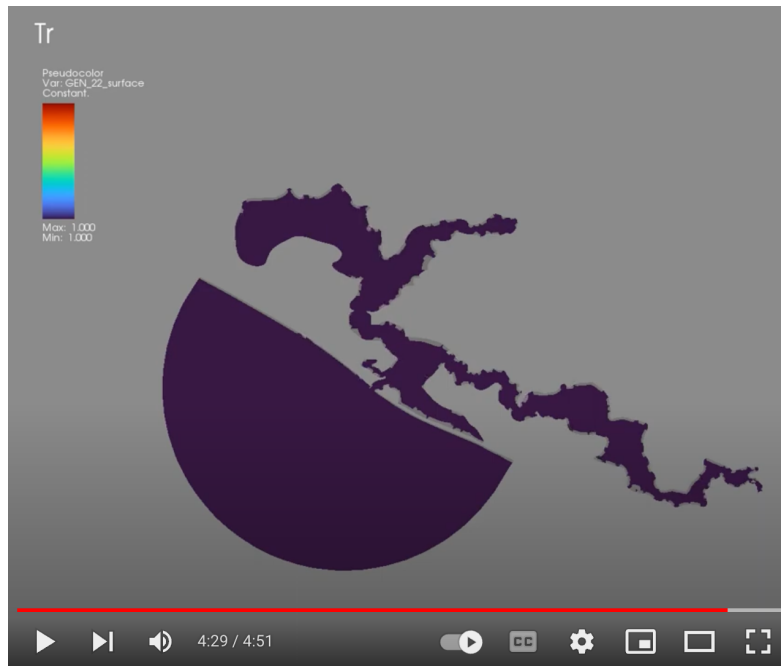 Tr
Pseudocolor
Var: GEN_22_surface
Constant.
Max: 1.000
Min: 1.000
4:29 / 4:51
CC